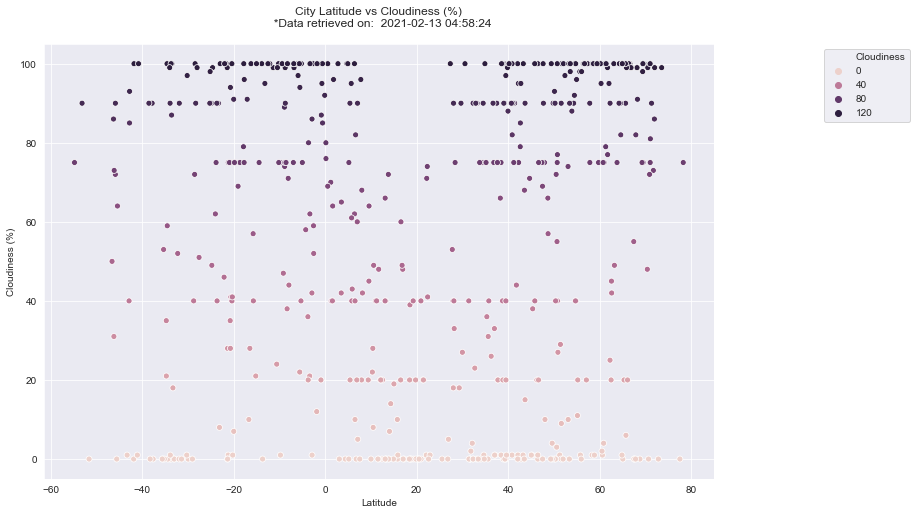 City Latitude vs Cloudiness (%)
*Data retrieved on: 2021-02-13 04:58:24
Cloudiness
0
40
80
120
Cloudiness (%)
100
80
60
40
20
0
−60 −40 −20 0 20 40 60 80
Latitude